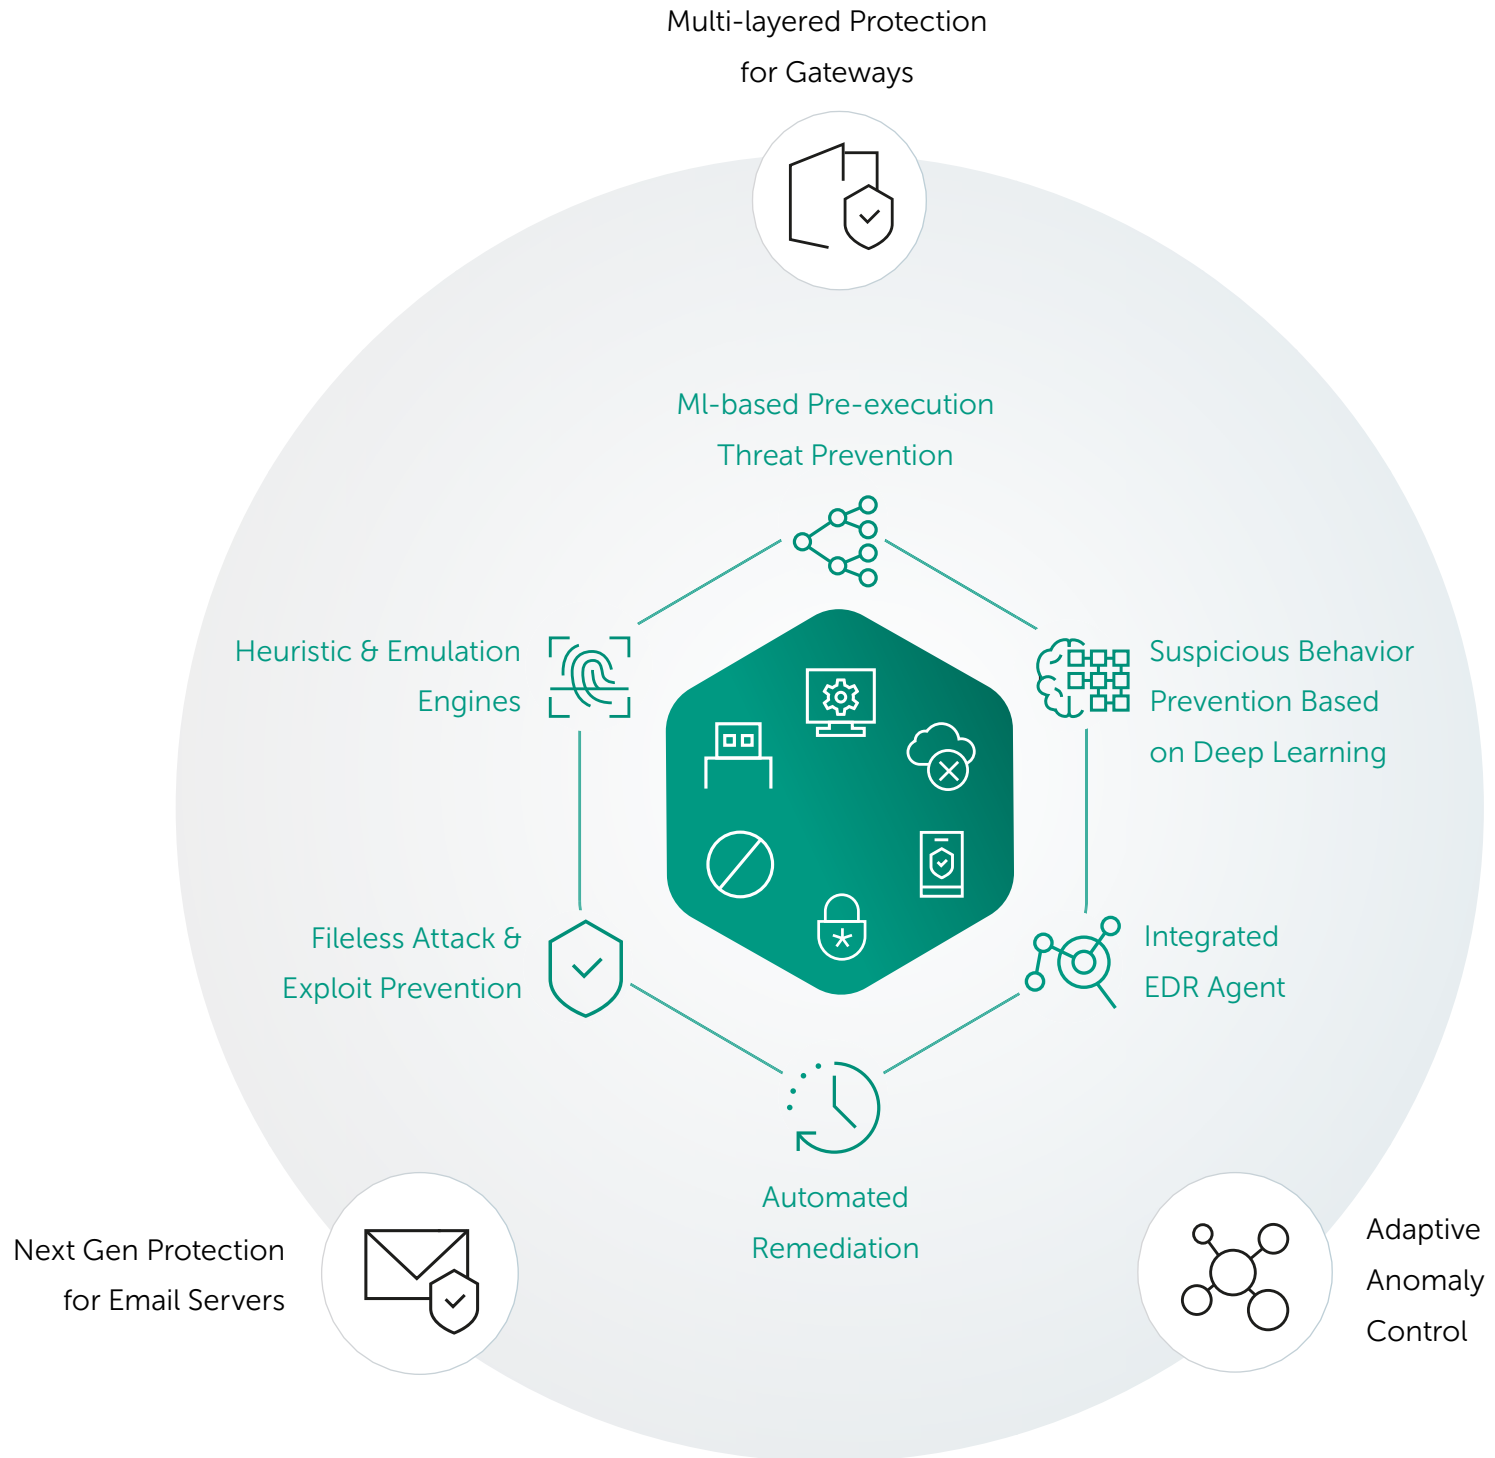 Multi-layered Protection
for Gateways
Ml-based Pre-execution
Threat Prevention
Heuristic & Emulation
Engines
Suspicious Behavior
Prevention Based
on Deep Learning
Fileless Attack &
Exploit Prevention
Integrated
EDR Agent
Automated
Remediation
Next Gen Protection
for Email Servers
Adaptive
Anomaly
Control